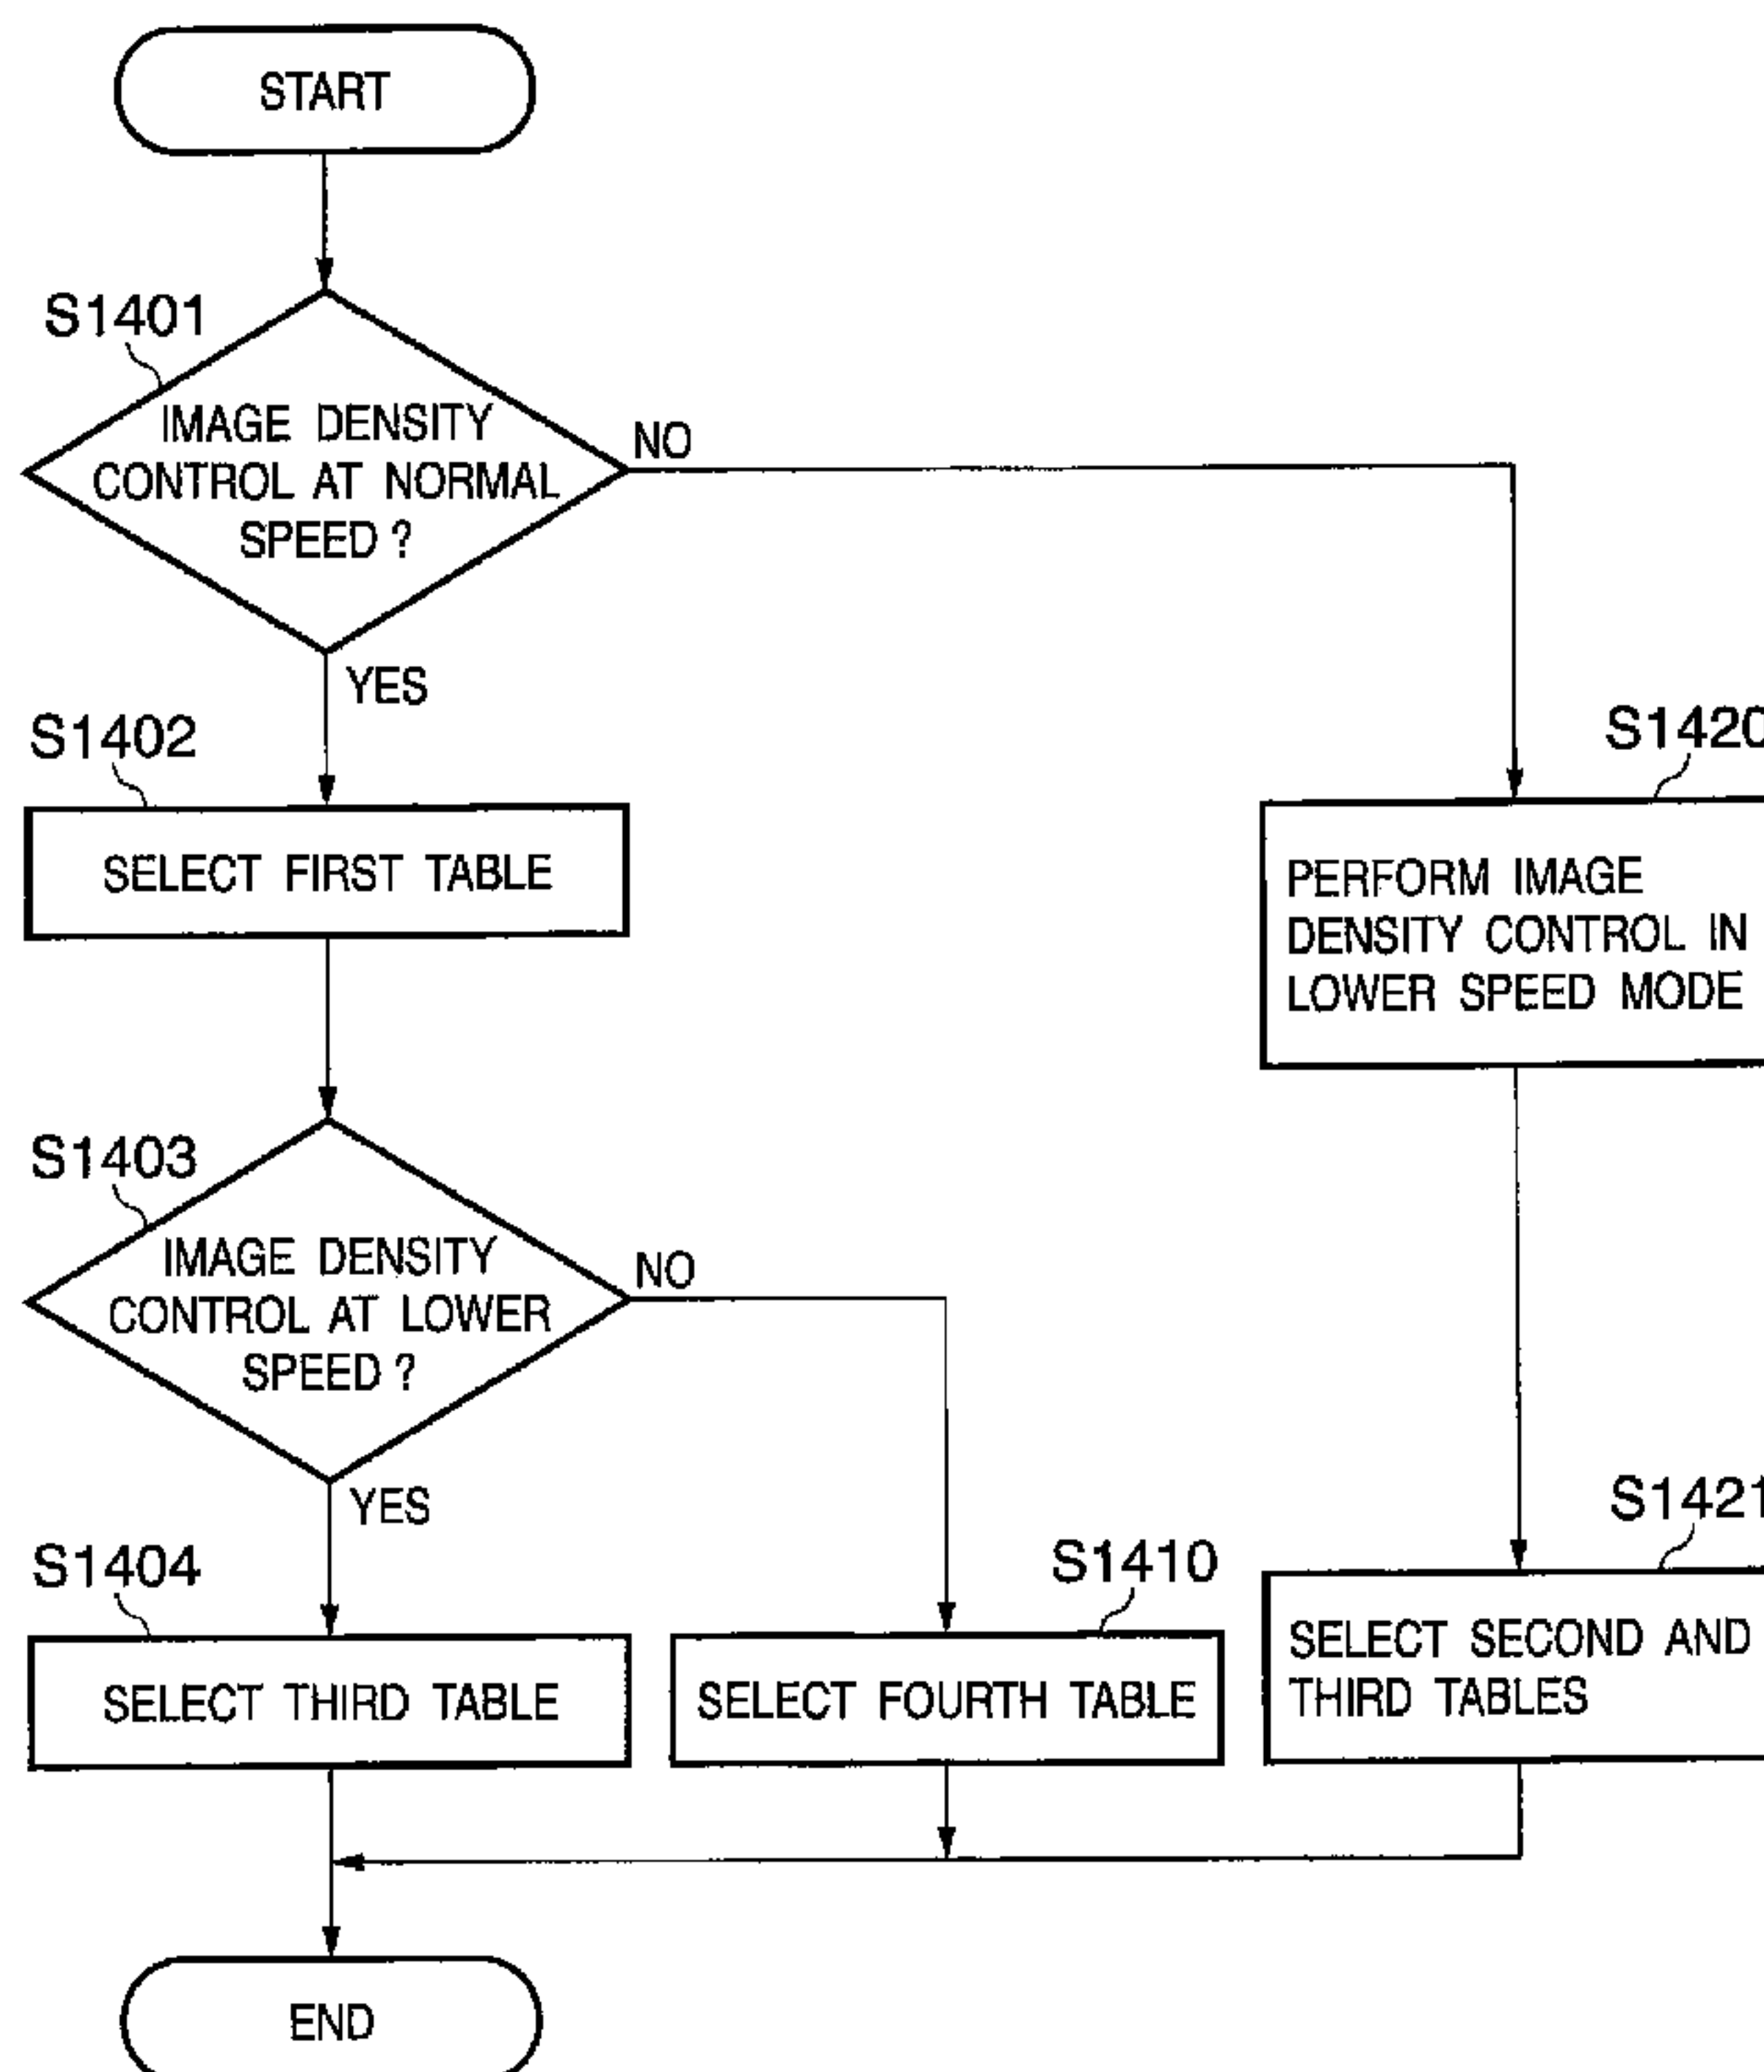 START
S1401
IMAGE DENSITY
CONTROL AT NORMAL
SPEED ?
NO
YES
S1402
SELECT FIRST TABLE
S1420
PERFORM IMAGE
DENSITY CONTROL IN
LOWER SPEED MODE
S1403
IMAGE DENSITY
CONTROL AT LOWER
SPEED ?
NO
YES
S1404
SELECT THIRD TABLE
S1410
SELECT FOURTH TABLE
S1421
SELECT SECOND AND
THIRD TABLES
END